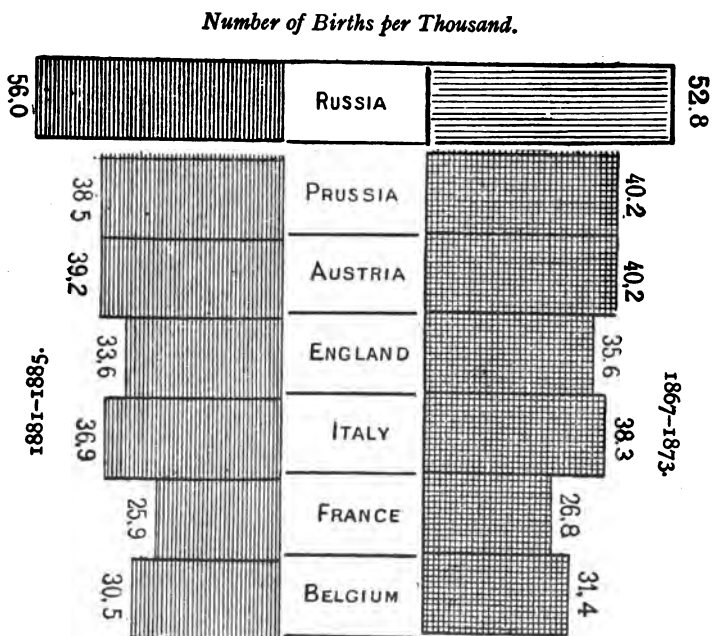 Number of Births per Thousand.
56.0 RUSSIA 52.8
38.5 PRUSSIA 40.2
39,2 AUSTRIA 40,2
33,6 ENGLAND 35.6
1881–1885.
1867–1873.
36,9 ITALY 38.3
25.9 FRANCE 26.8
30,5 BELGIUM 31,4